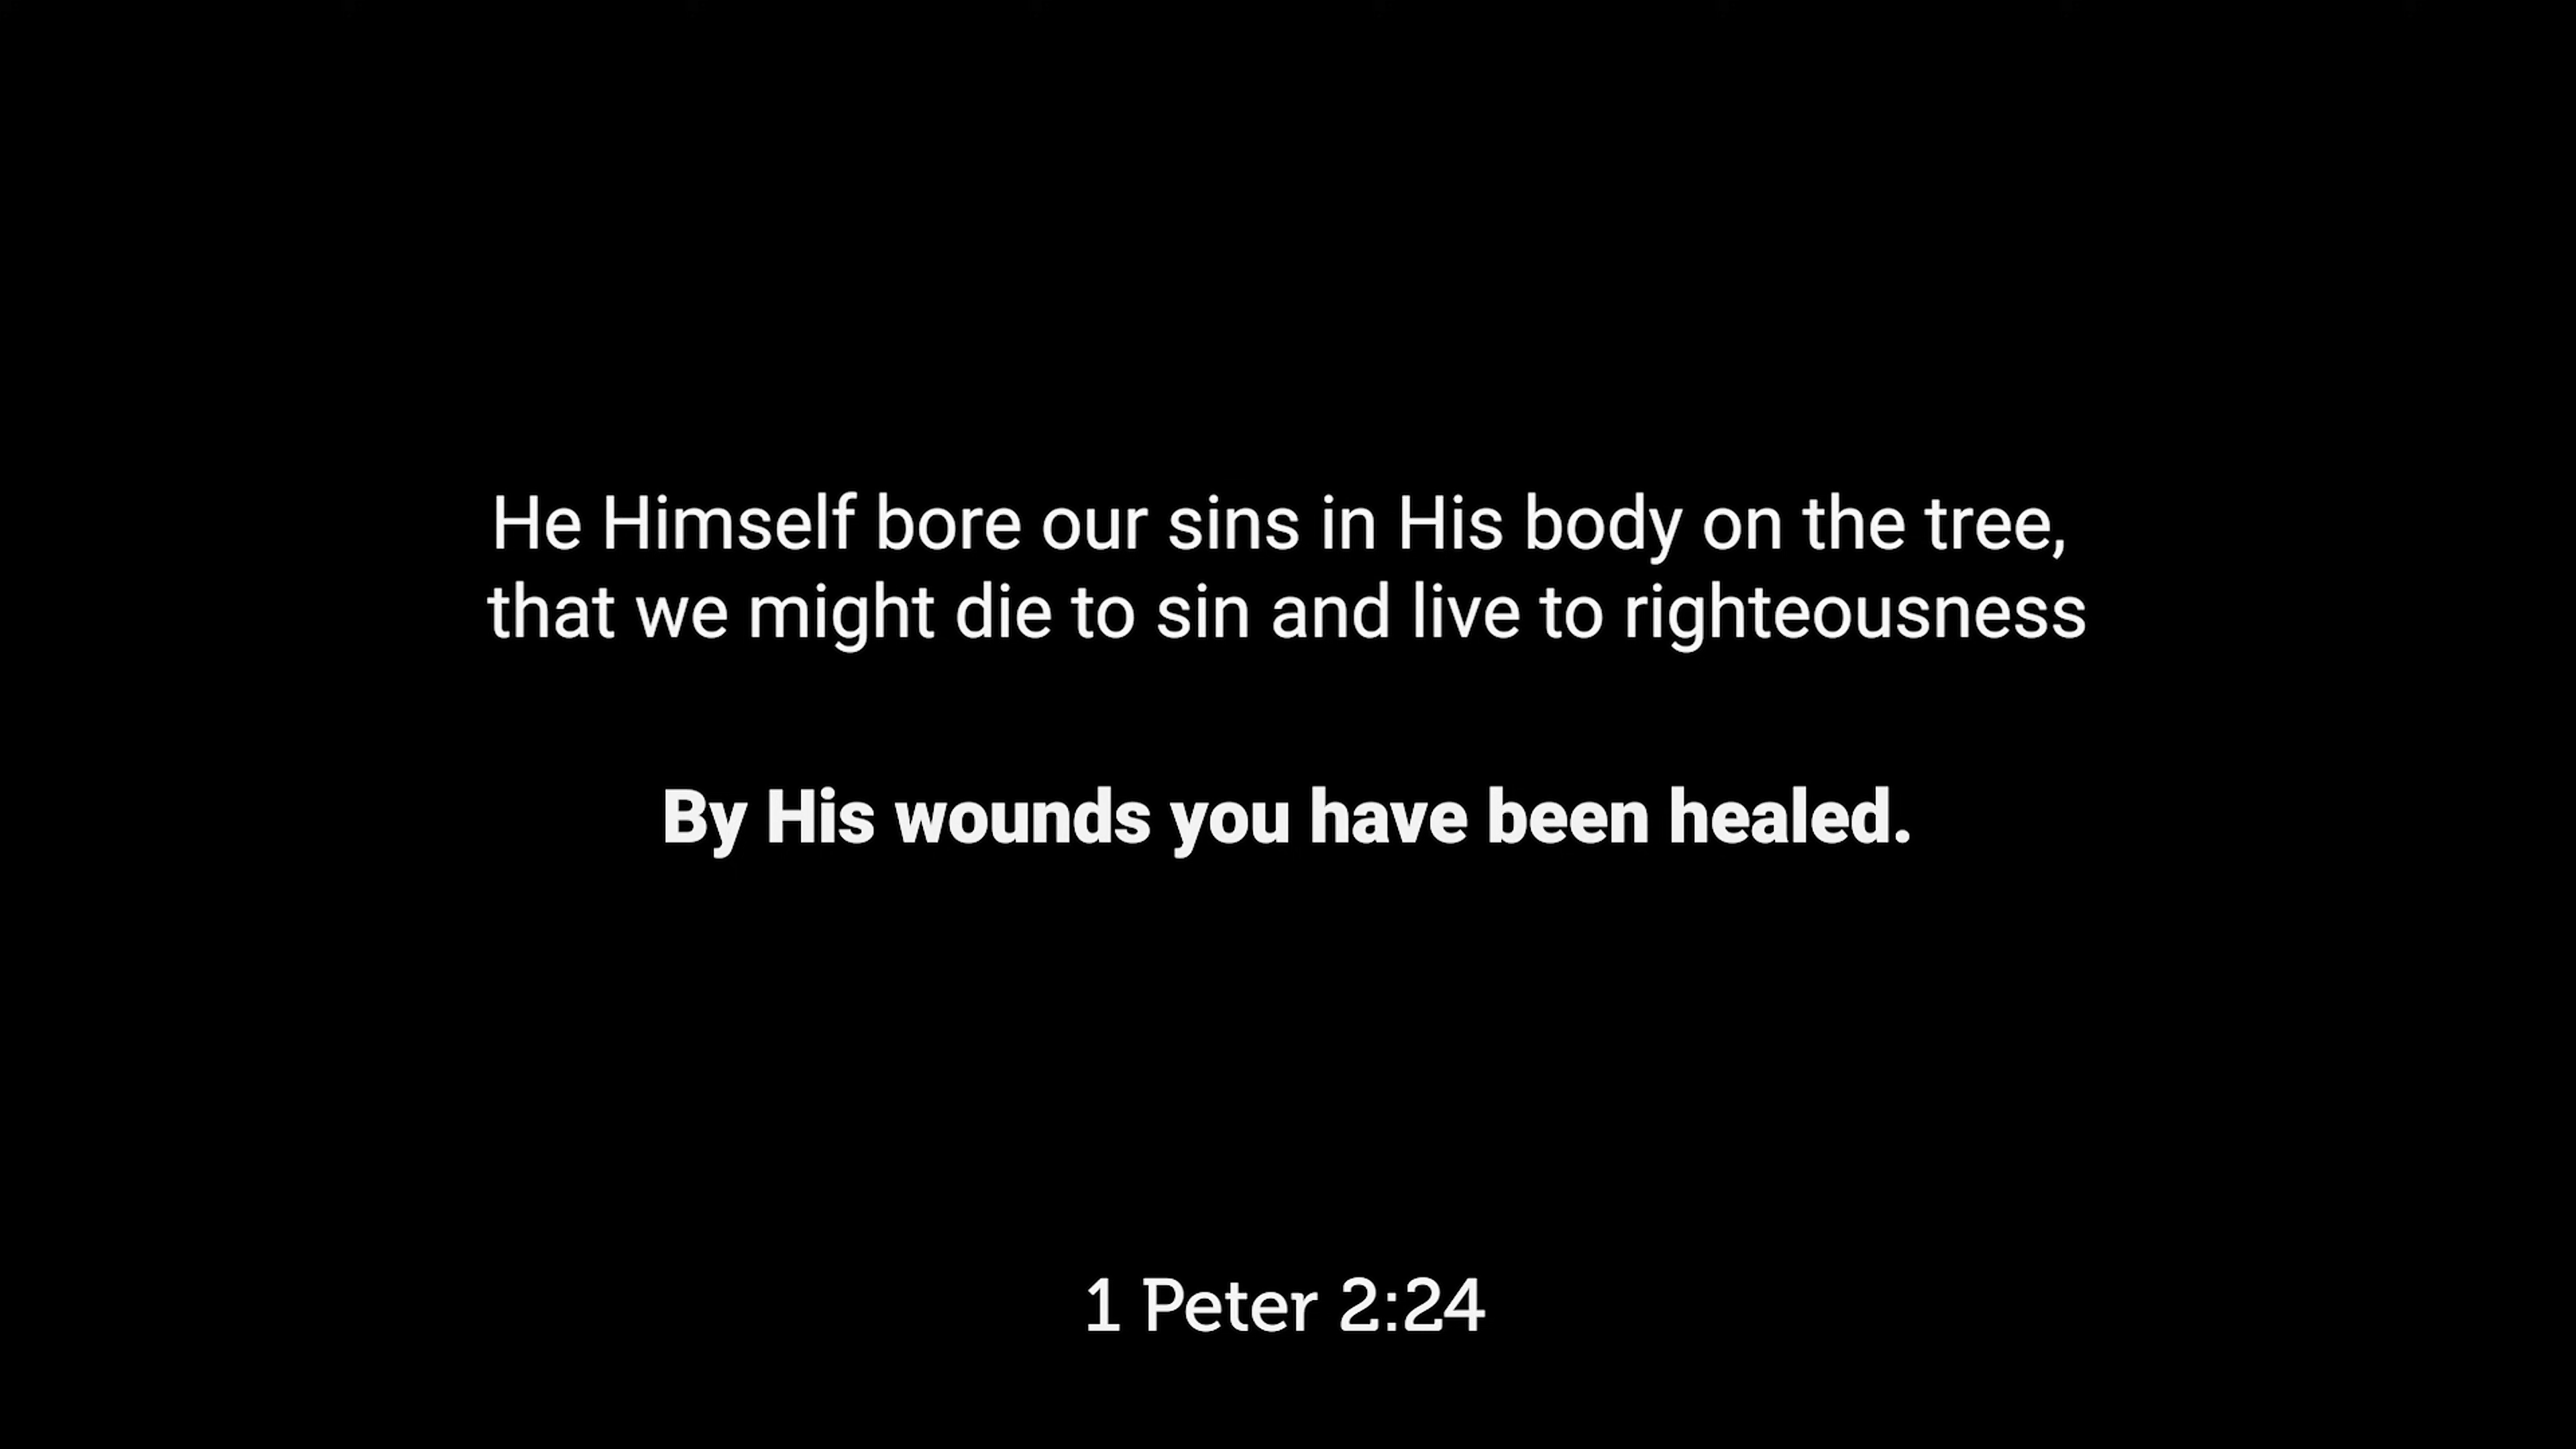 He Himself bore our sins in His body on the tree,
that we might die to sin and live to righteousness
By His wounds you have been healed.
1 Peter 2:24